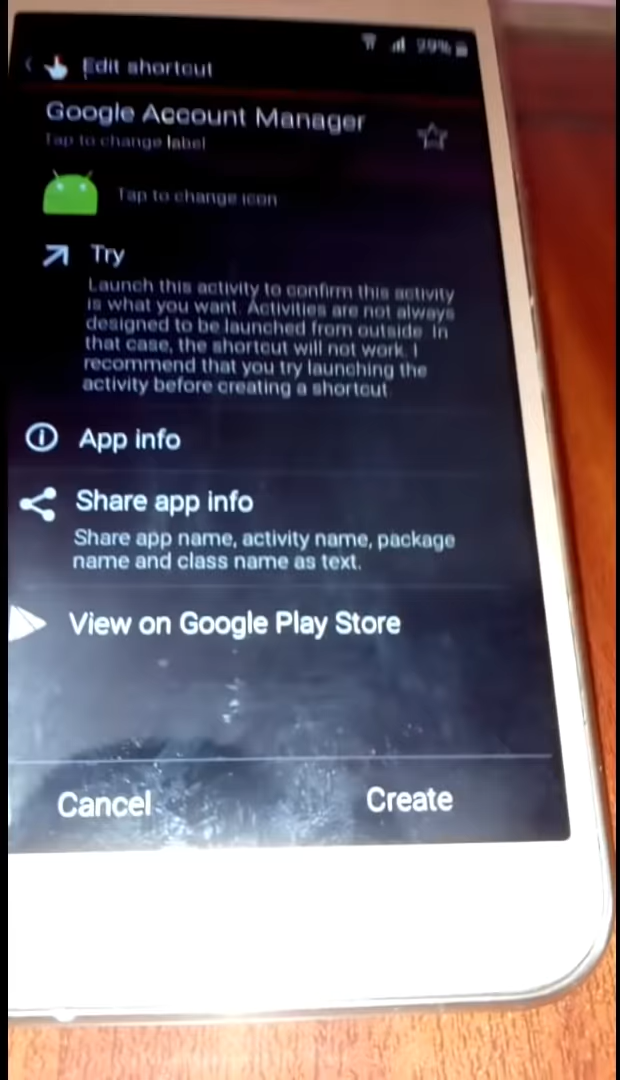 29%
Edit shortcut
Google Account Manager
Tap to change label
Tap to change icon
Try
Launch this activity to confirm this activity
is what you want. Activities are not always
designed to be launched from outside. In
that case, the shortcut will not work. I
recommend that you try launching the
activity before creating a shortcut
App info
Share app info
Share app name, activity name, package
name and class name as text.
View on Google Play Store
Cancel
Create